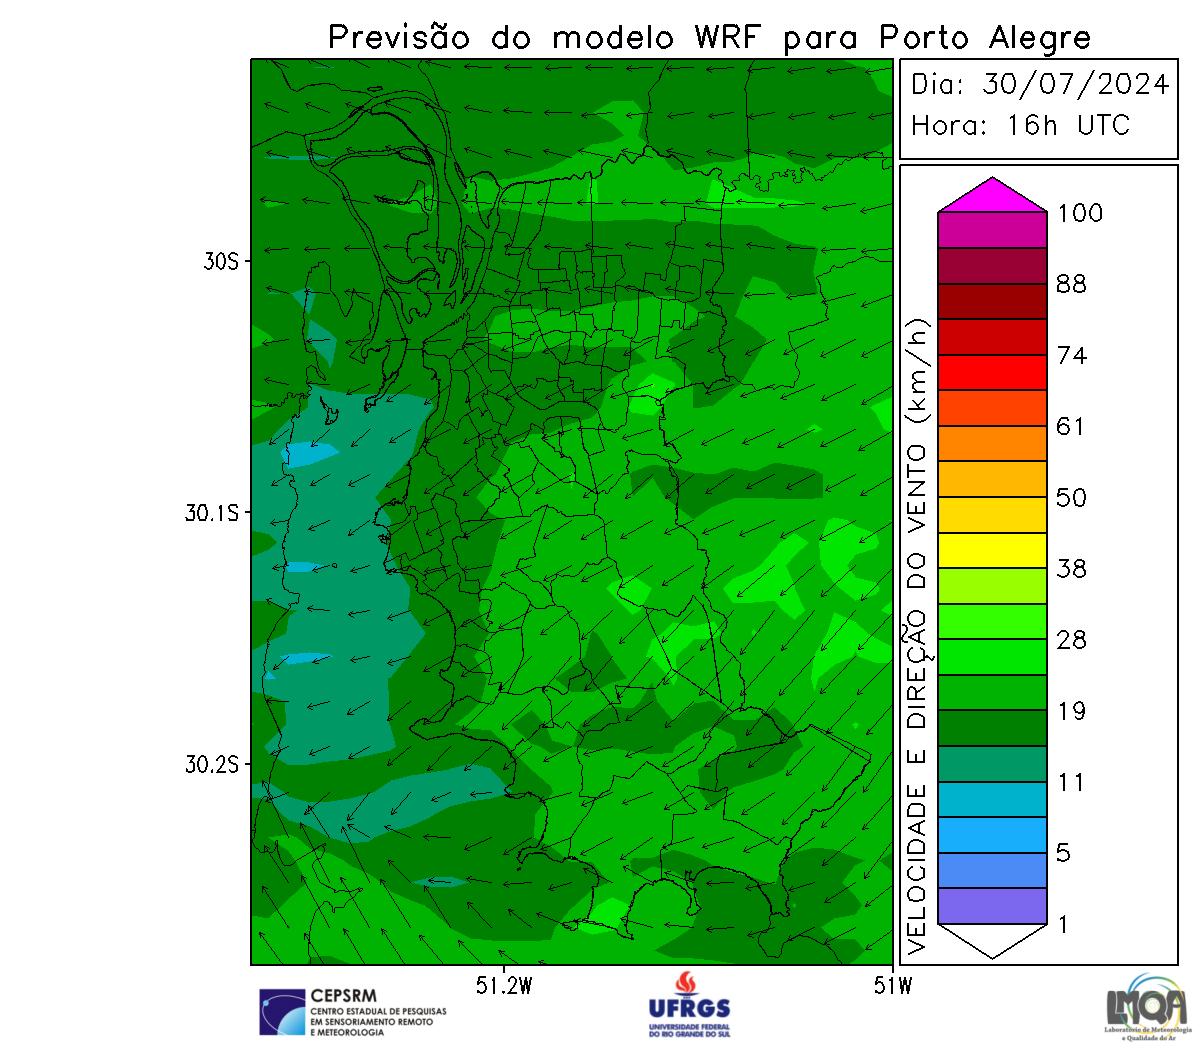 Previsão do modelo WRF para Porto Alegre
Dia: 30/07/2024
Hora: 16h UTC
30S
30.1S
30.2S
51.2W
51W
VELOCIDADE E DIREÇÃO DO VENTO (km/h)
100
88
74
61
50
38
28
19
11
5
1
CEPSRM
CENTRO ESTADUAL DE PESQUISAS
EM SENSORIAMENTO REMOTO
E METEOROLOGIA
UFRGS
UNIVERSIDADE FEDERAL
DO RIO GRANDE DO SUL
LMQA
Laboratório de Meteorologia
e Qualidade do Ar